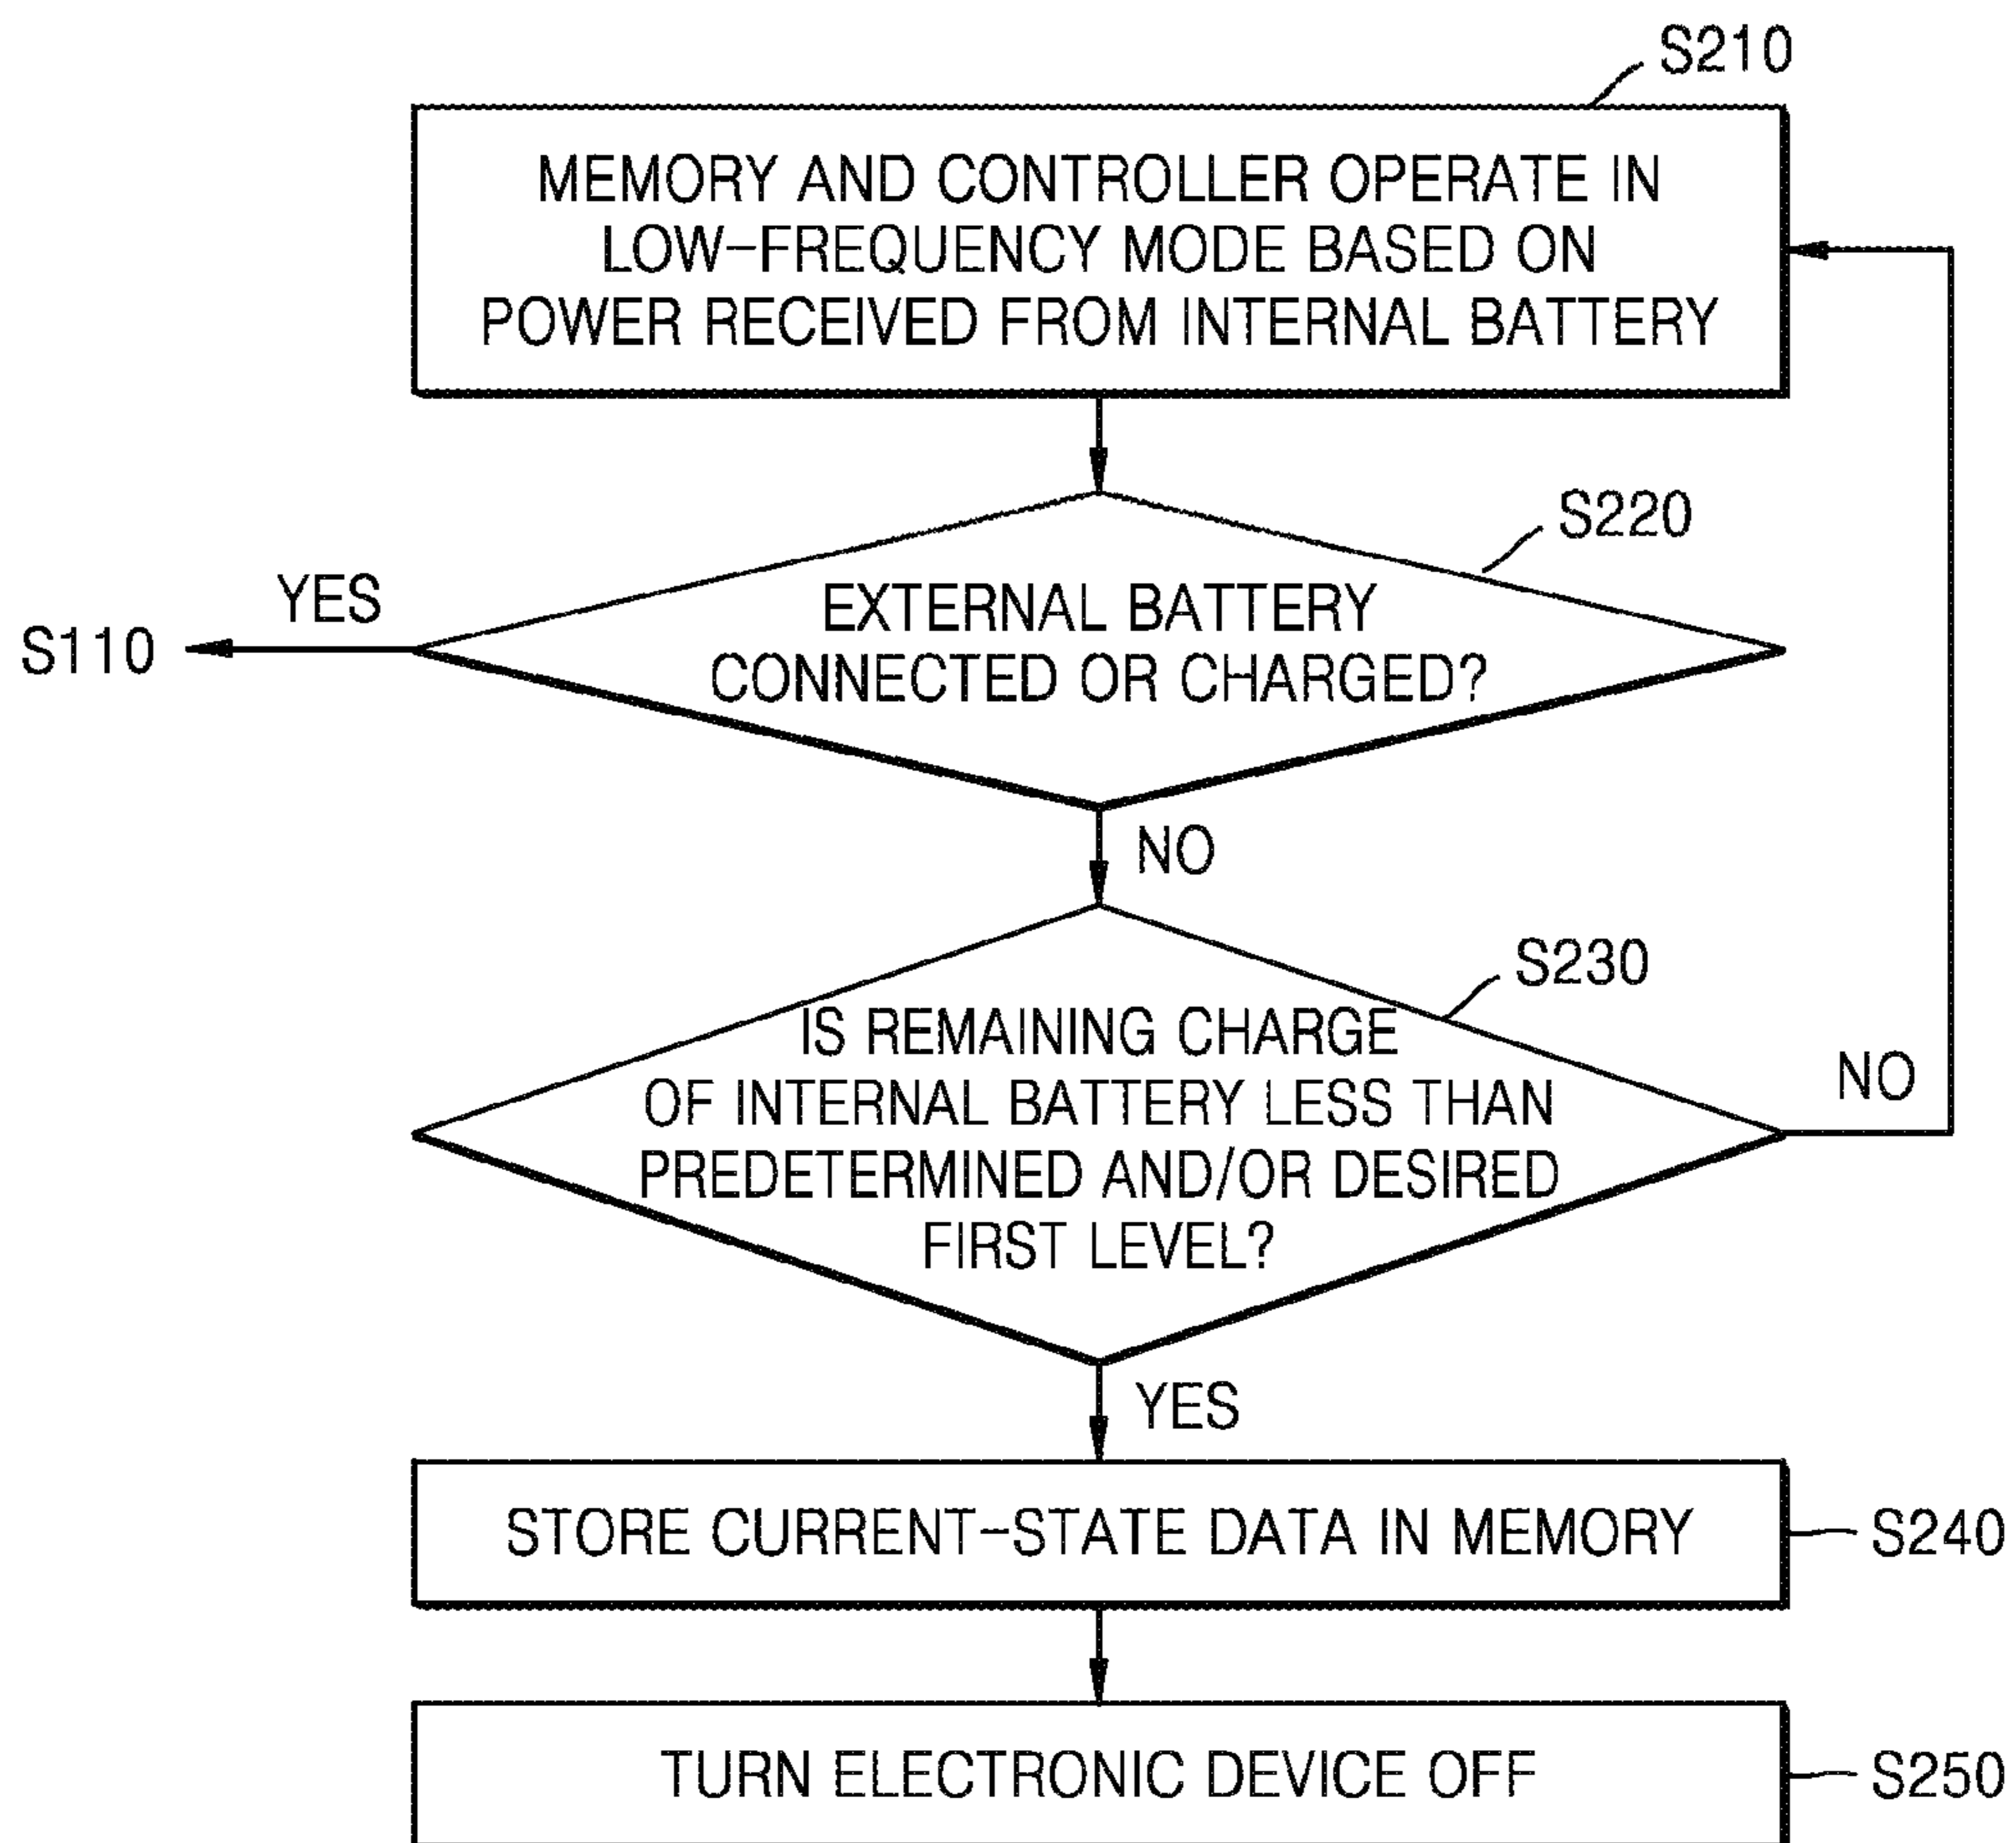 S210
MEMORY AND CONTROLLER OPERATE IN
LOW-FREQUENCY MODE BASED ON
POWER RECEIVED FROM INTERNAL BATTERY
S220
YES
EXTERNAL BATTERY
S110
CONNECTED OR CHARGED?
NO
S230
IS REMAINING CHARGE
OF INTERNAL BATTERY LESS THAN
NO
PREDETERMINED AND/OR DESIRED
FIRST LEVEL?
YES
STORE CURRENT-STATE DATA IN MEMORY
S240
TURN ELECTRONIC DEVICE OFF
S250